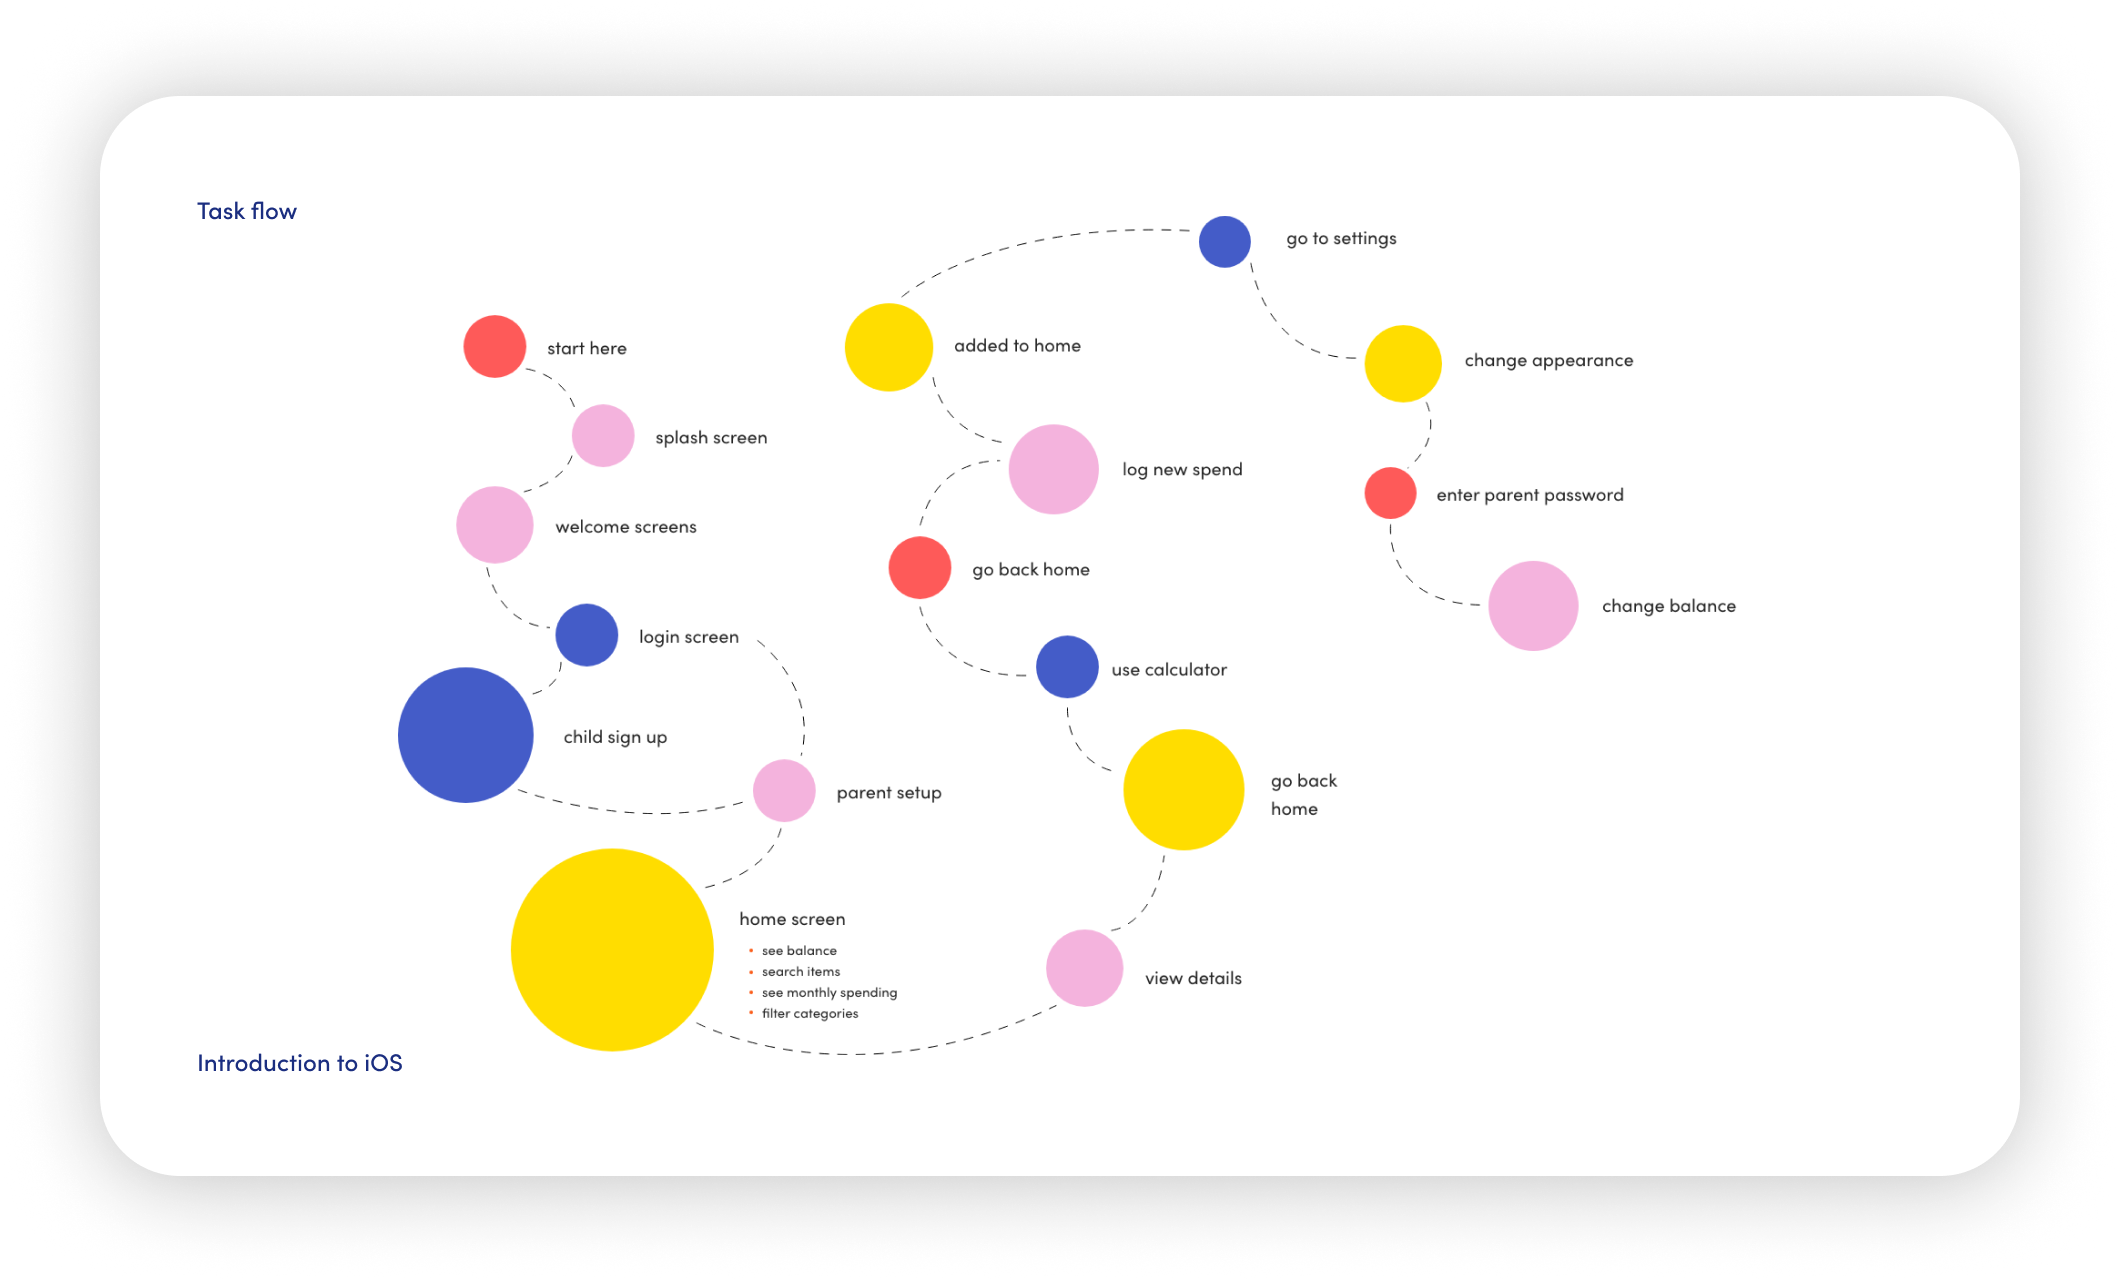 Task flow
start here
splash screen
welcome screens
login screen
child sign up
parent setup
home screen
• see balance
• search items
• see monthly spending
• filter categories
view details
go back
home
use calculator
go back home
log new spend
added to home
go to settings
change appearance
enter parent password
change balance
Introduction to iOS